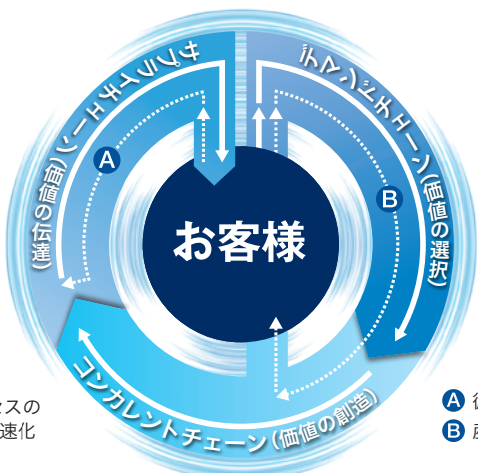 サプライチェーン(価値の伝達)
デマンドチェーン(価値の選択)
A
B
お客様
コンカレントチェーン(価値の創造)
スの
速化
A
B